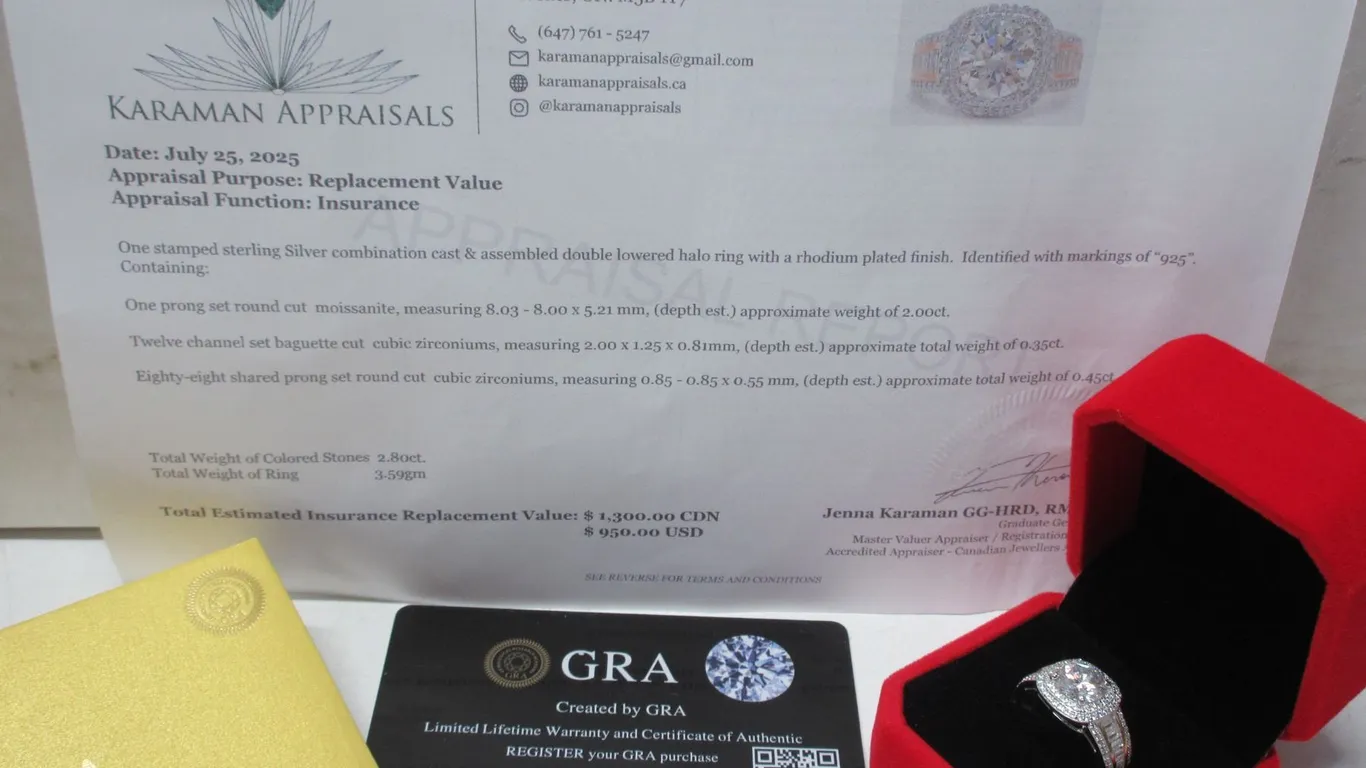 (647) 761 - 5247
karamanappraisals@gmail.com
karamanappraisals.ca
@karamanappraisals
KARAMAN APPRAISALS
Date: July 25, 2025
Appraisal Purpose: Replacement Value
Appraisal Function: Insurance
APPRAISAL REPORT
One stamped sterling Silver combination cast & assembled double lowered halo ring with a rhodium plated finish. Identified with markings of "925".
Containing:
One prong set round cut moissanite, measuring 8.03 - 8.00 x 5.21 mm, (depth est.) approximate weight of 2.00ct.
Twelve channel set baguette cut cubic zirconiums, measuring 2.00 x 1.25 x 0.81mm, (depth est.) approximate total weight of 0.35ct.
Eighty-eight shared prong set round cut cubic zirconiums, measuring 0.85 - 0.85 x 0.55 mm, (depth est.) approximate total weight of 0.45ct
Total Weight of Colored Stones 2.80ct.
Total Weight of Ring 3.59gm
Total Estimated Insurance Replacement Value: $ 1,300.00 CDN
$ 950.00 USD
Jenna Karaman GG-HRD, RM
Graduate Ge
Master Valuer Appraiser / Registration
Accredited Appraiser - Canadian Jewellers
SEE REVERSE FOR TERMS AND CONDITIONS
GRA
GRA
Created by GRA
Limited Lifetime Warranty and Certificate of Authentic
REGISTER your GRA purchase